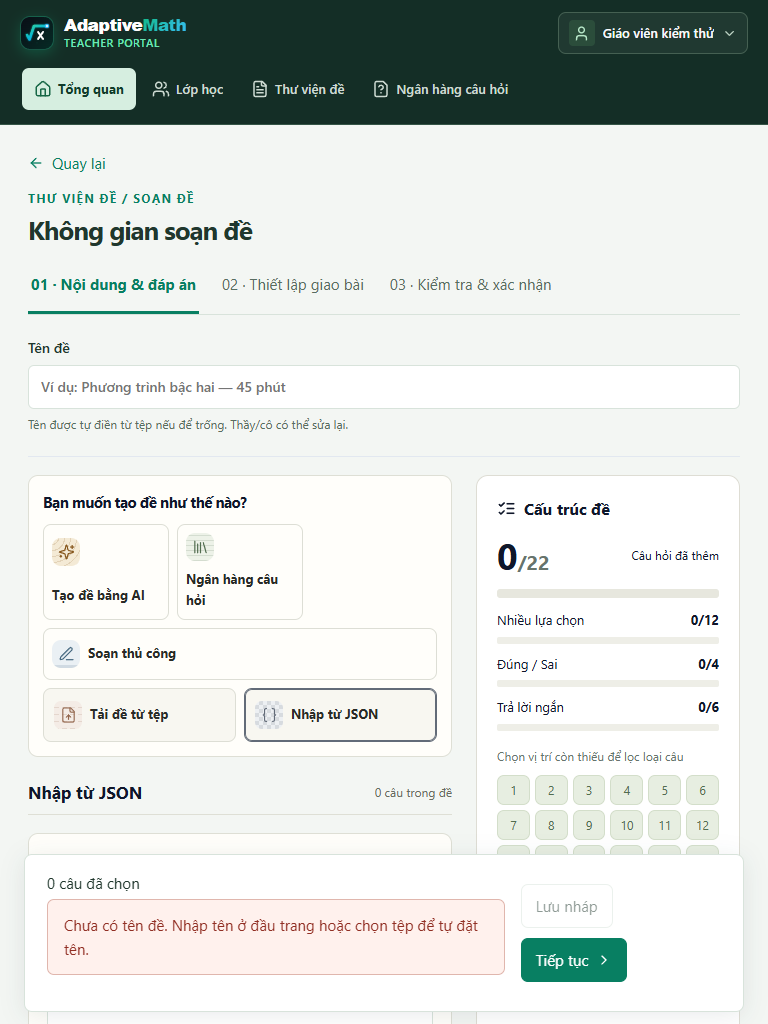 AdaptiveMath
TEACHER PORTAL
Giáo viên kiểm thử
Tổng quan
Lớp học
Thư viện đề
Ngân hàng câu hỏi
Quay lại
THƯ VIỆN ĐỀ / SOẠN ĐỀ
Không gian soạn đề
01 · Nội dung & đáp án
02 · Thiết lập giao bài
03 · Kiểm tra & xác nhận
Tên đề
Ví dụ: Phương trình bậc hai — 45 phút
Tên được tự điền từ tệp nếu để trống. Thầy/cô có thể sửa lại.
Bạn muốn tạo đề như thế nào?
Tạo đề bằng AI
Ngân hàng câu
hỏi
Soạn thủ công
Tải đề từ tệp
Nhập từ JSON
Nhập từ JSON
0 câu trong đề
Cấu trúc đề
0/22
Câu hỏi đã thêm
Nhiều lựa chọn 0/12
Đúng / Sai 0/4
Trả lời ngắn 0/6
Chọn vị trí còn thiếu để lọc loại câu
1 2 3 4 5 6
7 8 9 10 11 12
0 câu đã chọn
Chưa có tên đề. Nhập tên ở đầu trang hoặc chọn tệp để tự đặt
tên.
Lưu nháp
Tiếp tục